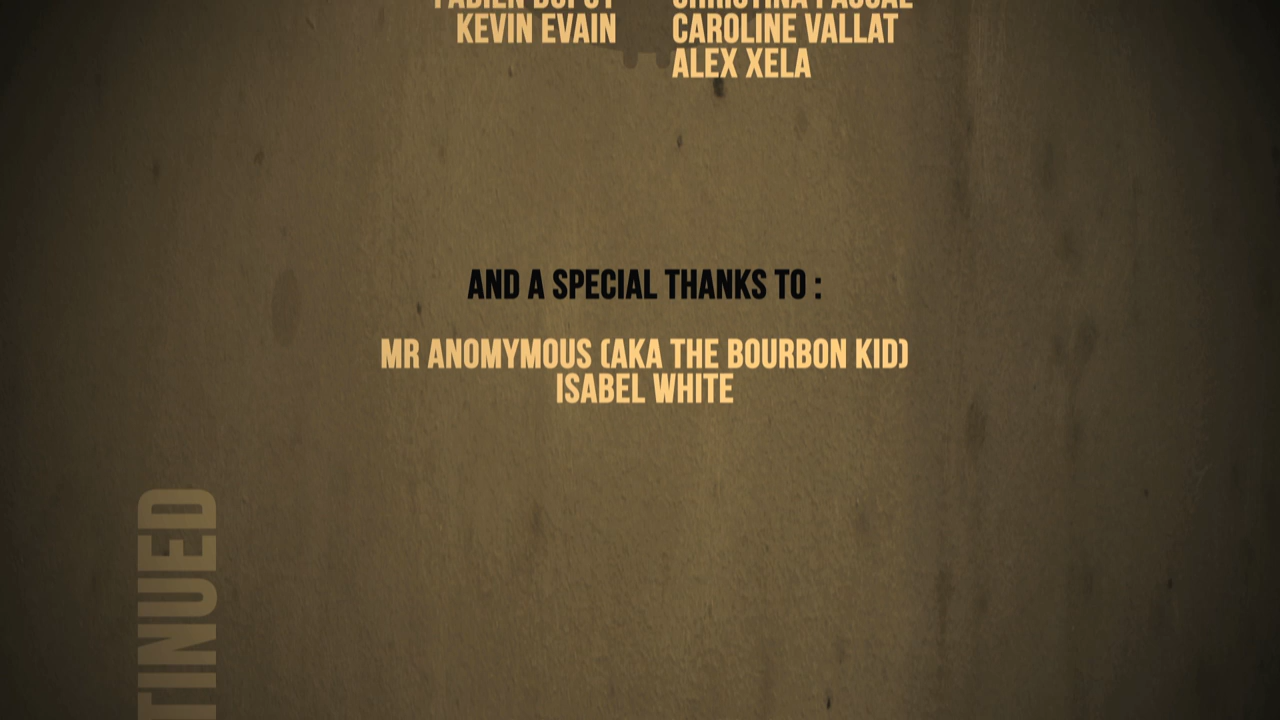 KEVIN EVAIN
CAROLINE VALLAT
ALEX XELA
AND A SPECIAL THANKS TO :
MR ANOMYMOUS (AKA THE BOURBON KID)
ISABEL WHITE
TINUED